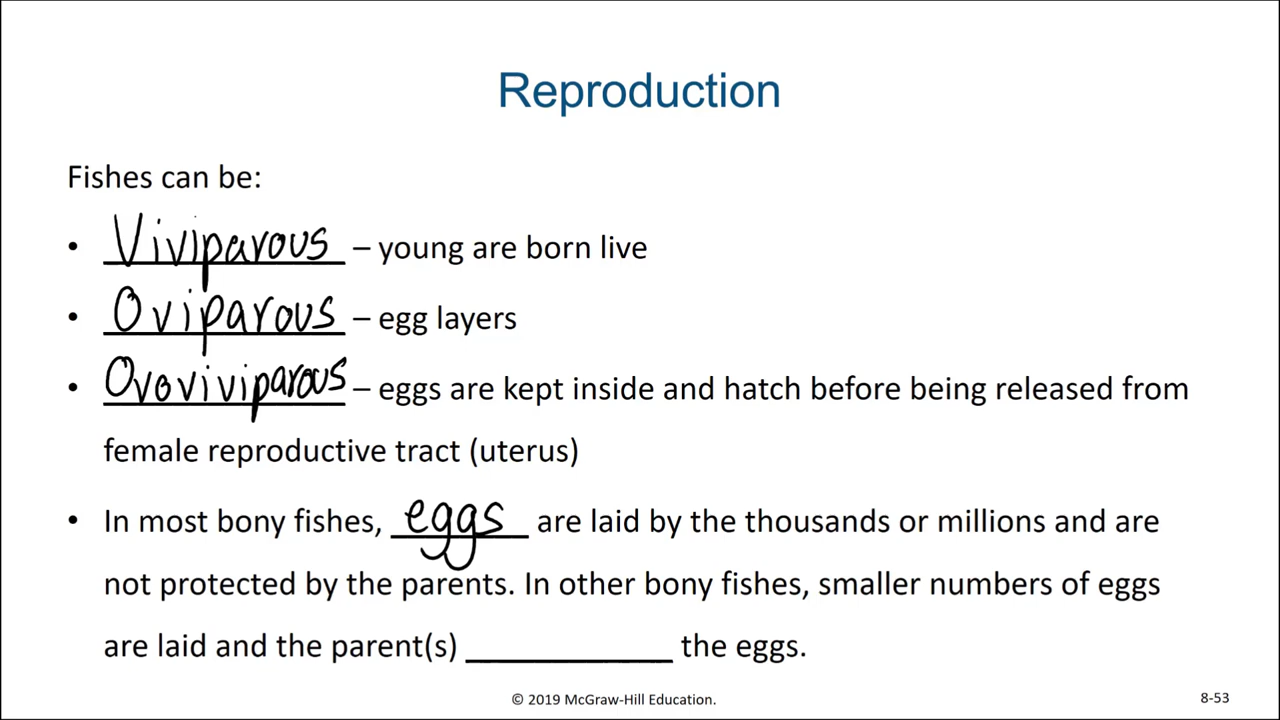 Reproduction
Fishes can be:
• Viviparous – young are born live
• Oviparous – egg layers
• Ovoviviparous – eggs are kept inside and hatch before being released from
female reproductive tract (uterus)
• In most bony fishes, eggs are laid by the thousands or millions and are
not protected by the parents. In other bony fishes, smaller numbers of eggs
are laid and the parent(s) ____________ the eggs.
© 2019 McGraw-Hill Education.
8-53